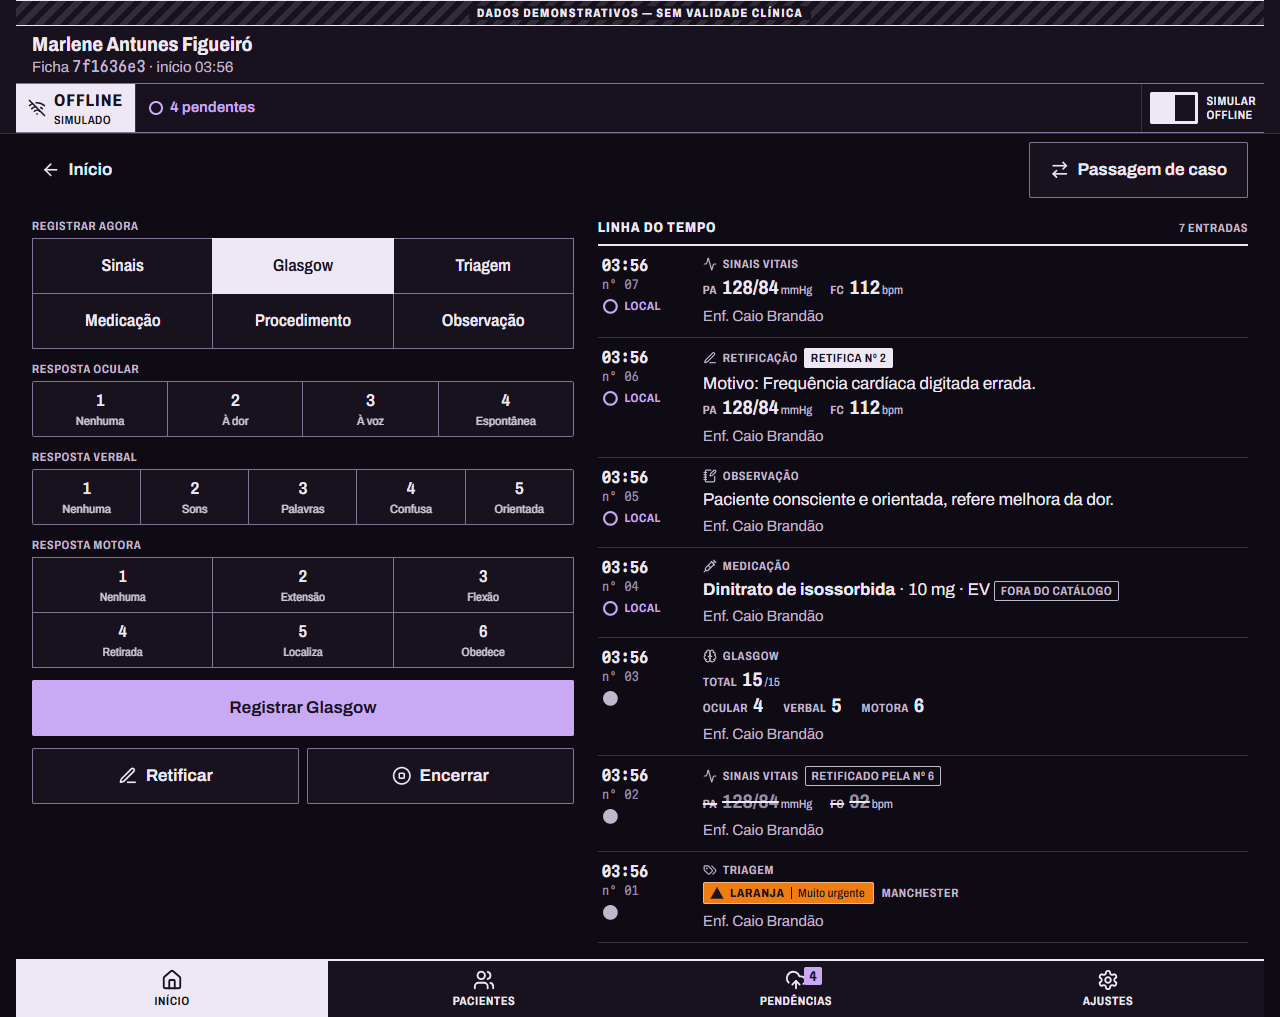 DADOS DEMONSTRATIVOS — SEM VALIDADE CLÍNICA
Marlene Antunes Figueiró
Ficha 7f1636e3 · início 03:56
OFFLINE
SIMULADO
4 pendentes
SIMULAR
OFFLINE
Início
Passagem de caso
REGISTRAR AGORA
Sinais
Glasgow
Triagem
Medicação
Procedimento
Observação
RESPOSTA OCULAR
1
Nenhuma
2
À dor
3
À voz
4
Espontânea
RESPOSTA VERBAL
1
Nenhuma
2
Sons
3
Palavras
4
Confusa
5
Orientada
RESPOSTA MOTORA
1
Nenhuma
2
Extensão
3
Flexão
4
Retirada
5
Localiza
6
Obedece
Registrar Glasgow
Retificar
Encerrar
LINHA DO TEMPO
7 ENTRADAS
03:56
nº 07
LOCAL
SINAIS VITAIS
PA 128/84 mmHg FC 112 bpm
Enf. Caio Brandão
03:56
nº 06
LOCAL
RETIFICAÇÃO RETIFICA Nº 2
Motivo: Frequência cardíaca digitada errada.
PA 128/84 mmHg FC 112 bpm
Enf. Caio Brandão
03:56
nº 05
LOCAL
OBSERVAÇÃO
Paciente consciente e orientada, refere melhora da dor.
Enf. Caio Brandão
03:56
nº 04
LOCAL
MEDICAÇÃO
Dinitrato de isossorbida · 10 mg · EV FORA DO CATÁLOGO
Enf. Caio Brandão
03:56
nº 03
GLASGOW
TOTAL 15 /15
OCULAR 4 VERBAL 5 MOTORA 6
Enf. Caio Brandão
03:56
nº 02
SINAIS VITAIS RETIFICADO PELA Nº 6
PA 128/84 mmHg FC 92 bpm
Enf. Caio Brandão
03:56
nº 01
TRIAGEM
LARANJA Muito urgente MANCHESTER
Enf. Caio Brandão
INÍCIO
PACIENTES
4
PENDÊNCIAS
AJUSTES